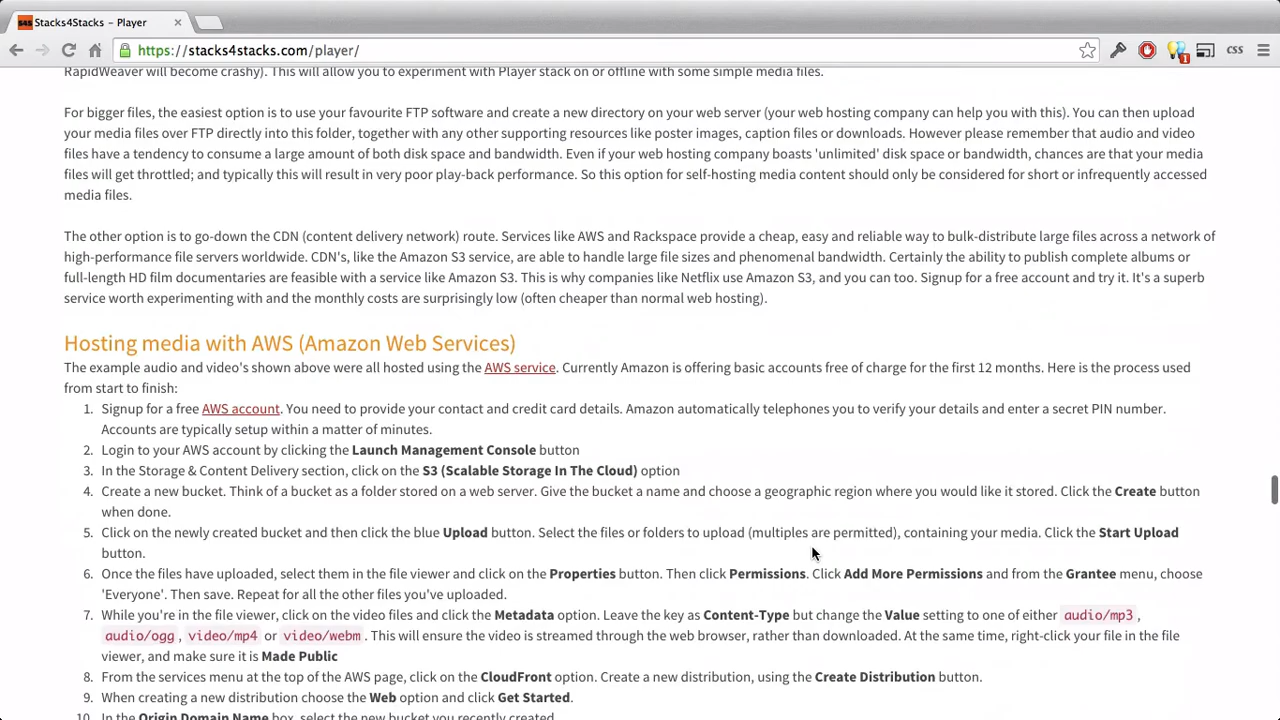 Stacks4Stacks - Player
https://stacks4stacks.com/player/
1
CSS
RapidWeaver will become crashy). This will allow you to experiment with Player stack on or offline with some simple media files.
For bigger files, the easiest option is to use your favourite FTP software and create a new directory on your web server (your web hosting company can help you with this). You can then upload
your media files over FTP directly into this folder, together with any other supporting resources like poster images, caption files or downloads. However please remember that audio and video
files have a tendency to consume a large amount of both disk space and bandwidth. Even if your web hosting company boasts 'unlimited' disk space or bandwidth, chances are that your media
files will get throttled; and typically this will result in very poor play-back performance. So this option for self-hosting media content should only be considered for short or infrequently accessed
media files.
The other option is to go-down the CDN (content delivery network) route. Services like AWS and Rackspace provide a cheap, easy and reliable way to bulk-distribute large files across a network of
high-performance file servers worldwide. CDN's, like the Amazon S3 service, are able to handle large file sizes and phenomenal bandwidth. Certainly the ability to publish complete albums or
full-length HD film documentaries are feasible with a service like Amazon S3. This is why companies like Netflix use Amazon S3, and you can too. Signup for a free account and try it. It's a superb
service worth experimenting with and the monthly costs are surprisingly low (often cheaper than normal web hosting).
Hosting media with AWS (Amazon Web Services)
The example audio and video's shown above were all hosted using the AWS service. Currently Amazon is offering basic accounts free of charge for the first 12 months. Here is the process used
from start to finish:
1. Signup for a free AWS account. You need to provide your contact and credit card details. Amazon automatically telephones you to verify your details and enter a secret PIN number.
Accounts are typically setup within a matter of minutes.
2. Login to your AWS account by clicking the Launch Management Console button
3. In the Storage & Content Delivery section, click on the S3 (Scalable Storage In The Cloud) option
4. Create a new bucket. Think of a bucket as a folder stored on a web server. Give the bucket a name and choose a geographic region where you would like it stored. Click the Create button
when done.
5. Click on the newly created bucket and then click the blue Upload button. Select the files or folders to upload (multiples are permitted), containing your media. Click the Start Upload
button.
6. Once the files have uploaded, select them in the file viewer and click on the Properties button. Then click Permissions. Click Add More Permissions and from the Grantee menu, choose
'Everyone'. Then save. Repeat for all the other files you've uploaded.
7. While you're in the file viewer, click on the video files and click the Metadata option. Leave the key as Content-Type but change the Value setting to one of either audio/mp3 ,
audio/ogg , video/mp4 or video/webm . This will ensure the video is streamed through the web browser, rather than downloaded. At the same time, right-click your file in the file
viewer, and make sure it is Made Public
8. From the services menu at the top of the AWS page, click on the CloudFront option. Create a new distribution, using the Create Distribution button.
9. When creating a new distribution choose the Web option and click Get Started.
10. In the Origin Domain Name box, select the new bucket you recently created.